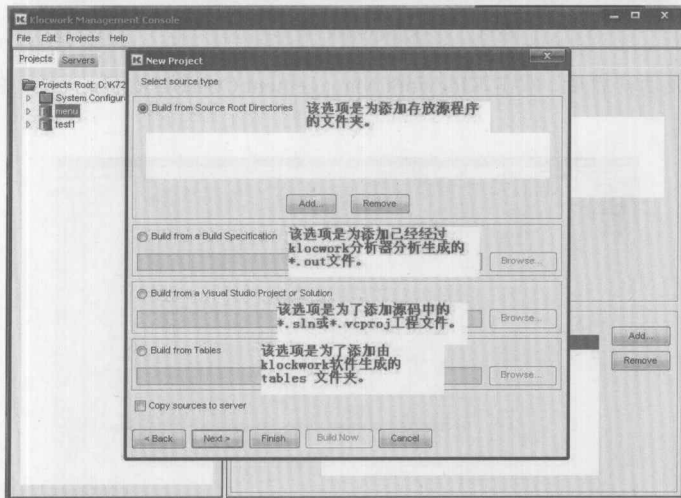 Klocwork Management Console
File Edit Projects Help
Projects Servers
Projects Root: D:\K72
System Configur
menu
test1
New Project
Select source type
Build from Source Root Directories
该选项是为添加存放源程序
的文件夹。
Add... Remove
Build from a Build Specification
该选项是为添加已经经过
klocwork分析器分析生成的
*.out文件。
Browse...
Build from a Visual Studio Project or Solution
该选项是为了添加源码中的
*.sln或*.vcproj工程文件。
Browse...
Build from Tables
该选项是为了添加由
klockwork软件生成的
tables 文件夹。
Browse...
Copy sources to server
< Back Next > Finish Build Now Cancel
Add...
Remove